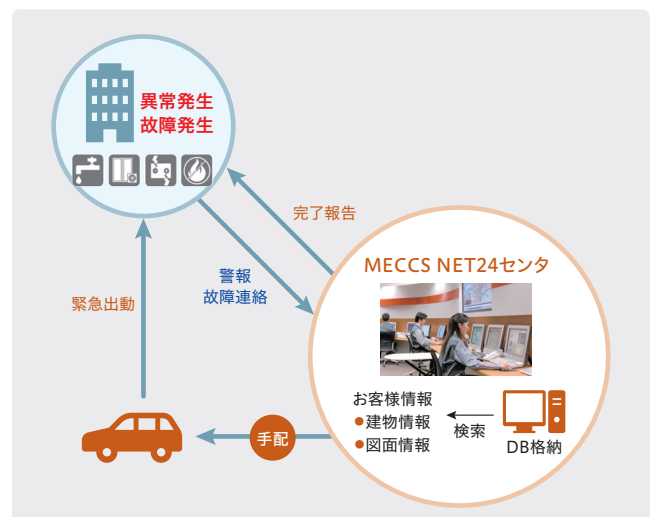 異常発生
故障発生
完了報告
警報
故障連絡
緊急出動
手配
MECCS NET24センタ
お客様情報
●建物情報
●図面情報
検索
DB格納